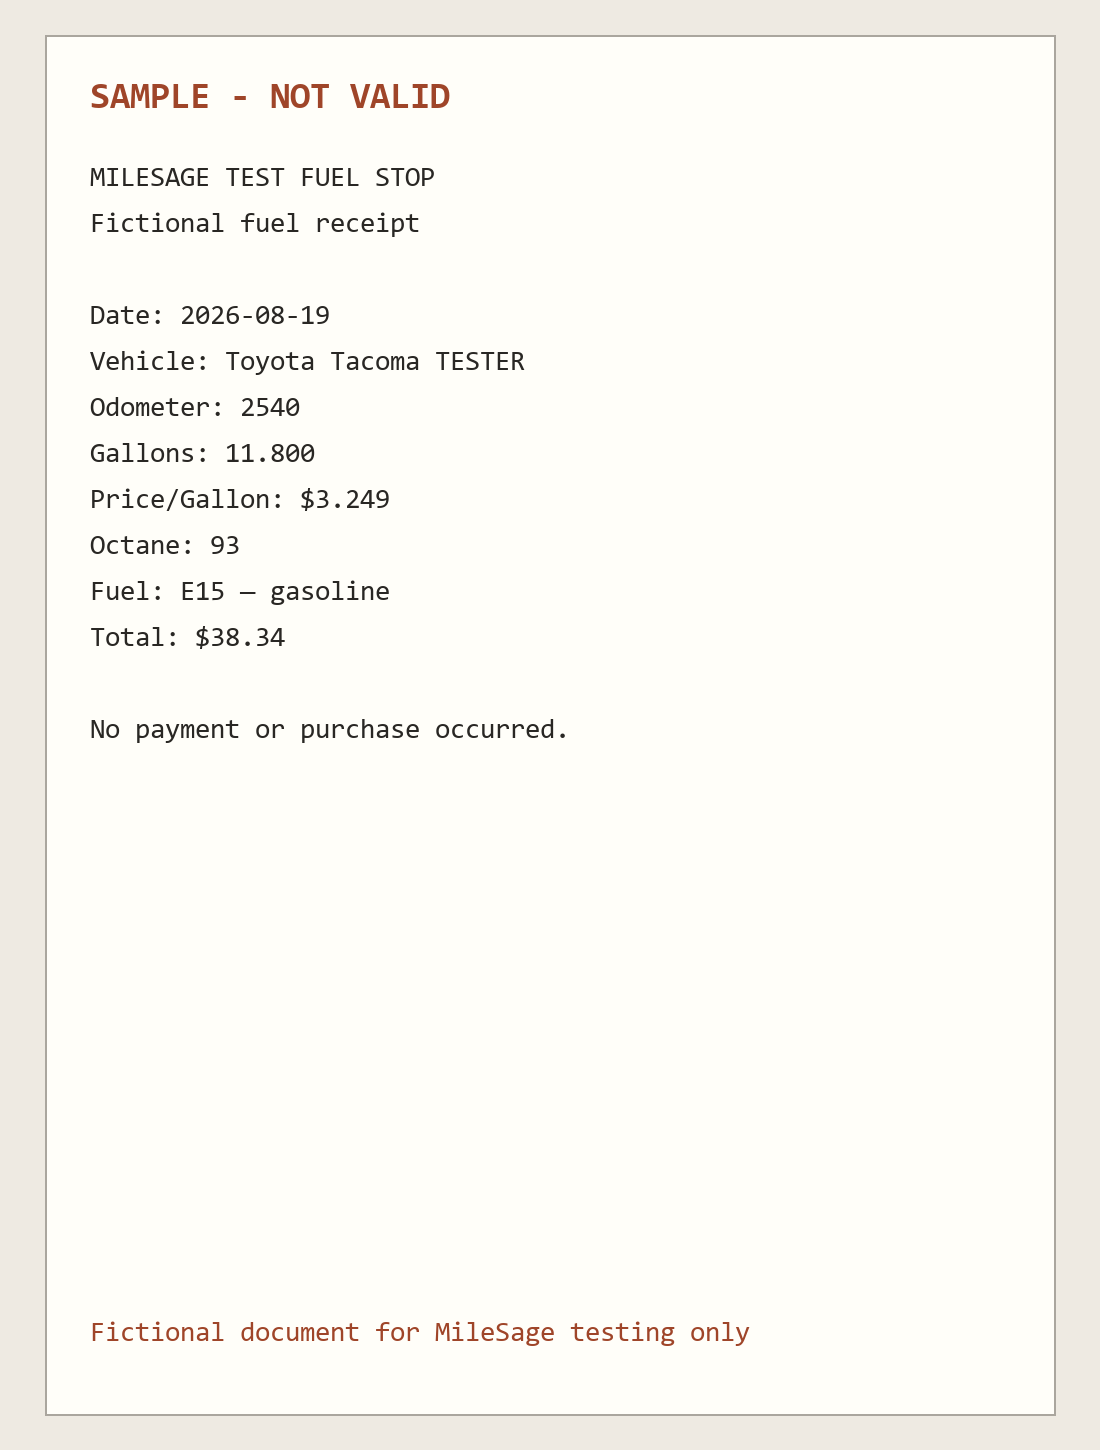 SAMPLE - NOT VALID
MILESAGE TEST FUEL STOP
Fictional fuel receipt
Date: 2026-08-19
Vehicle: Toyota Tacoma TESTER
Odometer: 2540
Gallons: 11.800
Price/Gallon: $3.249
Octane: 93
Fuel: E15 — gasoline
Total: $38.34
No payment or purchase occurred.
Fictional document for MileSage testing only